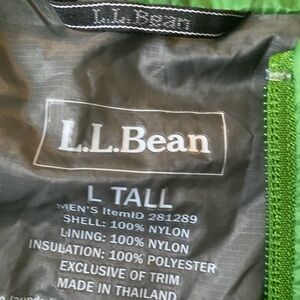 L.L.Bean
L.L.Bean
L TALL
MEN'S ItemID 281289
SHELL: 100% NYLON
LINING: 100% NYLON
INSULATION: 100% POLYESTER
EXCLUSIVE OF TRIM
MADE IN THAILAND